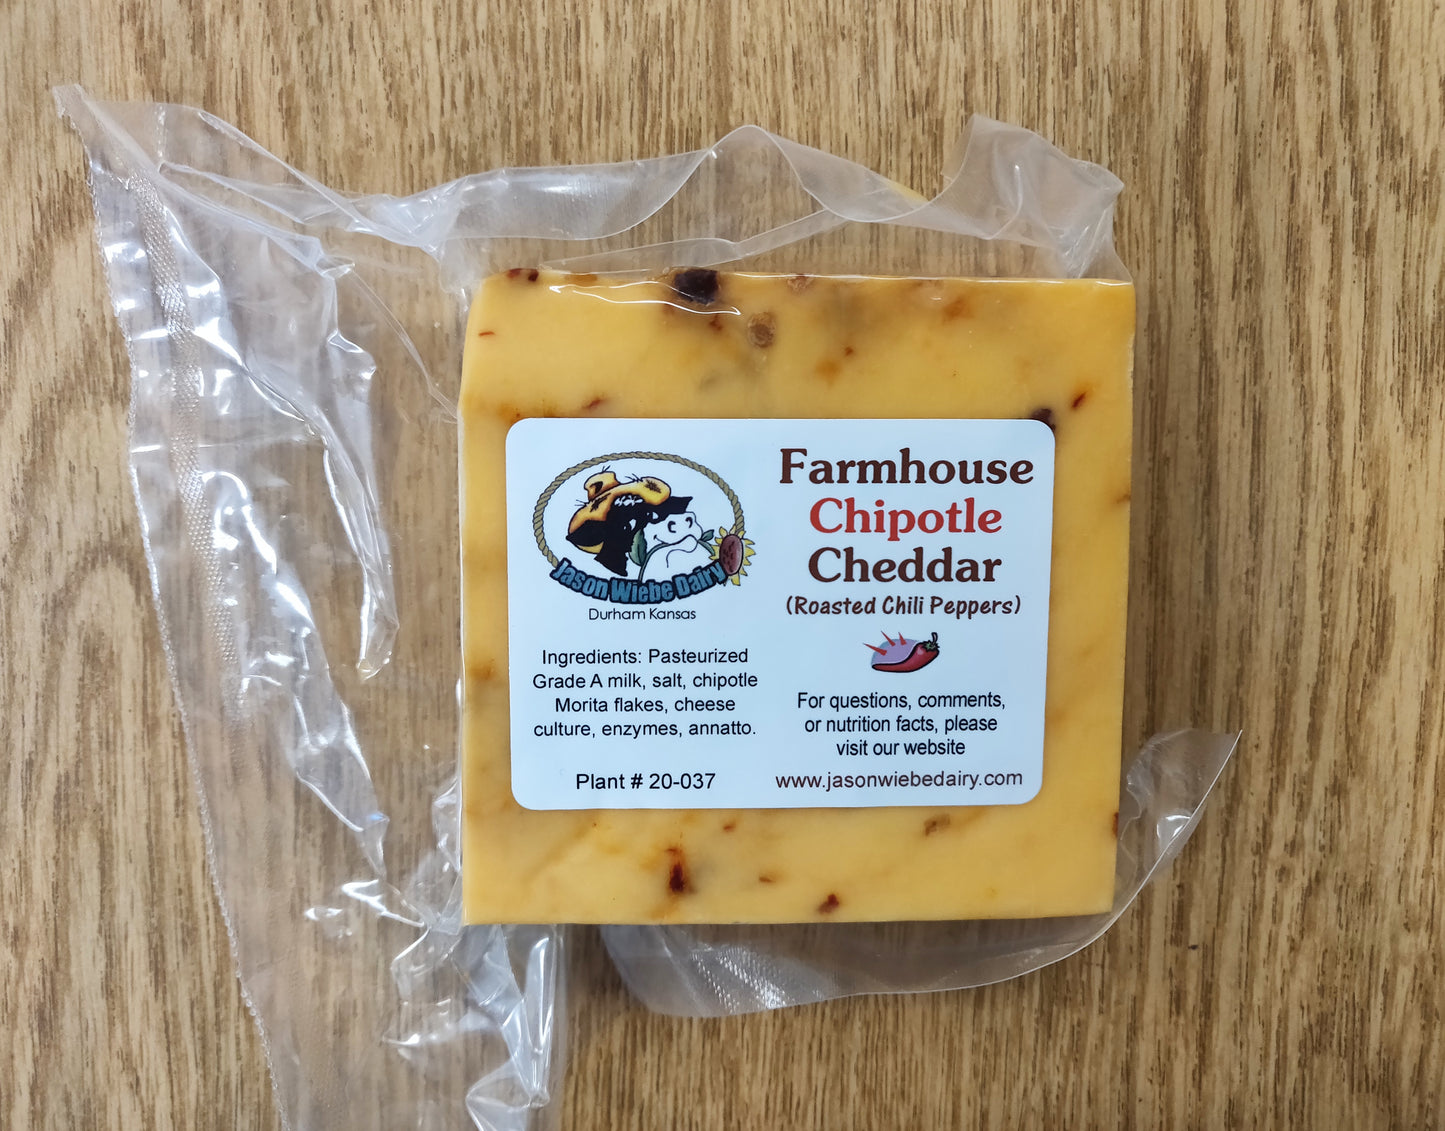 Jason Wiebe Dairy
Durham Kansas
Ingredients: Pasteurized
Grade A milk, salt, chipotle
Morita flakes, cheese
culture, enzymes, annatto.
Plant # 20-037
Farmhouse
Chipotle
Cheddar
(Roasted Chili Peppers)
For questions, comments,
or nutrition facts, please
visit our website
www.jasonwiebedairy.com